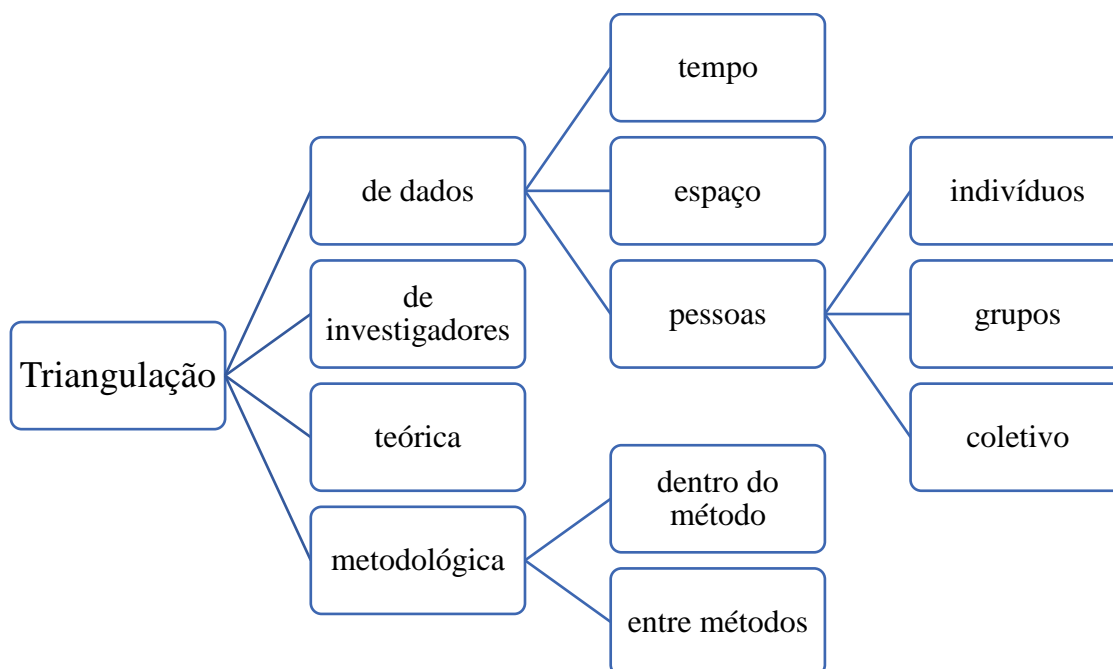 tempo
de dados
espaço
indivíduos
de
investigadores
pessoas
grupos
Triangulação
teórica
coletivo
dentro do
método
metodológica
entre métodos